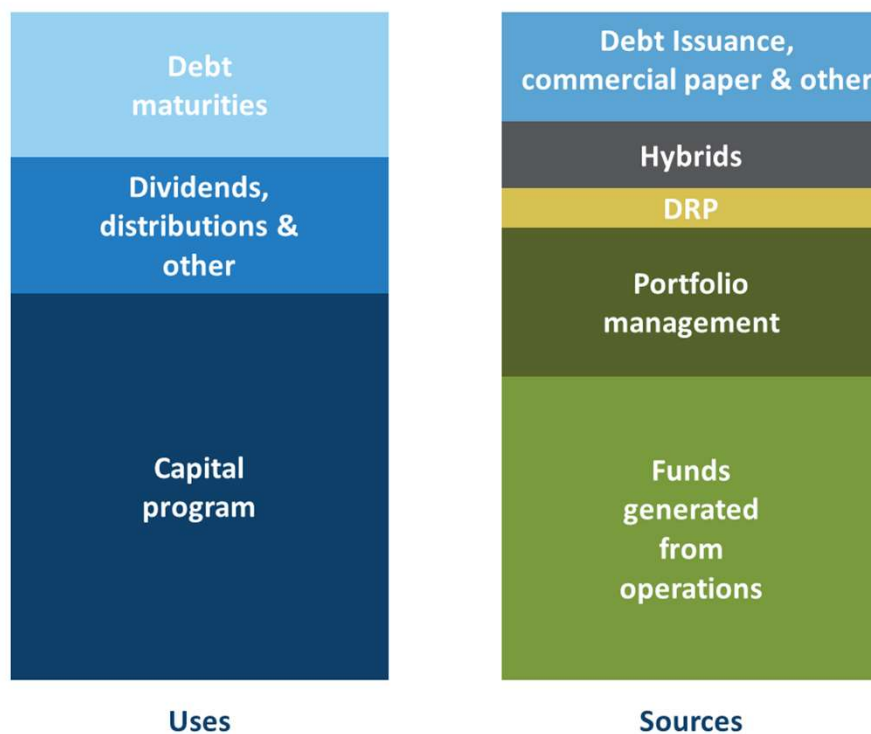 Debt
maturities
Dividends,
distributions &
other
Capital
program
Uses
Debt Issuance,
commercial paper & other
Hybrids
DRP
Portfolio
management
Funds
generated
from
operations
Sources